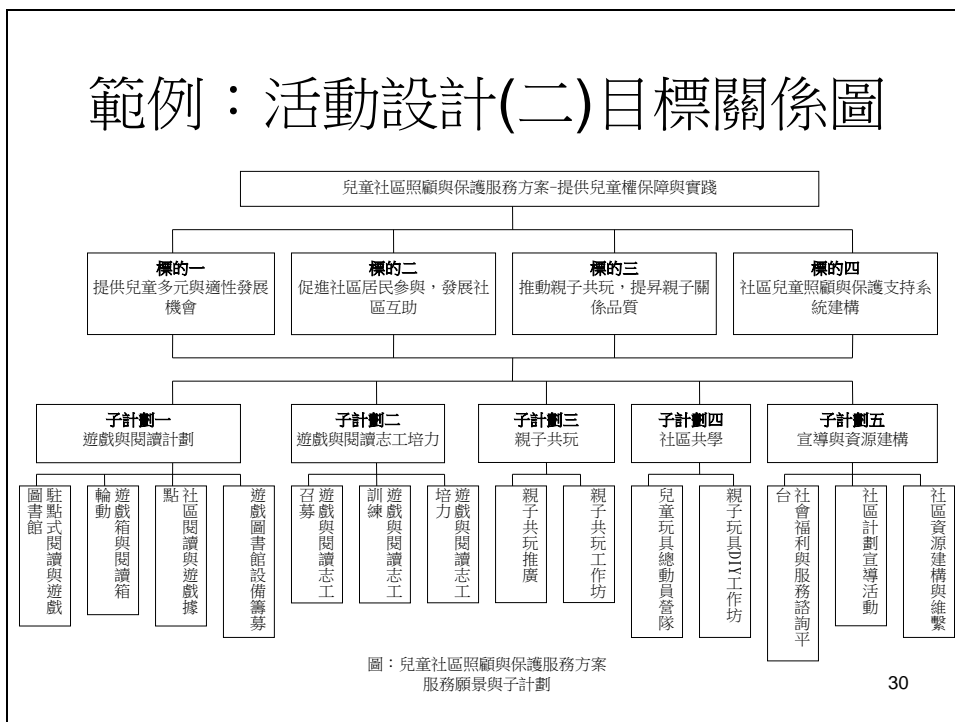 範例：活動設計(二)目標關係圖
兒童社區照顧與保護服務方案-提供兒童權保障與實踐
標的一
提供兒童多元與適性發展
機會
標的二
促進社區居民參與，發展社
區互助
標的三
推動親子共玩，提昇親子關
係品質
標的四
社區兒童照顧與保護支持系
統建構
子計劃一
遊戲與閱讀計劃
子計劃二
遊戲與閱讀志工培力
子計劃三
親子共玩
子計劃四
社區共學
子計劃五
宣導與資源建構
駐點式閱讀與遊戲
圖書館
遊戲箱與閱讀箱
輪動
社區閱讀與遊戲據
點
遊戲圖書館設備籌募
遊戲與閱讀志工
召募
遊戲與閱讀志工
訓練
遊戲與閱讀志工
培力
親子共玩推廣
親子共玩工作坊
兒童玩具總動員營隊
親子玩具DIY工作坊
社會福利與服務諮詢平
台
社區計劃宣導活動
社區資源建構與維繫
圖：兒童社區照顧與保護服務方案
服務願景與子計劃
30